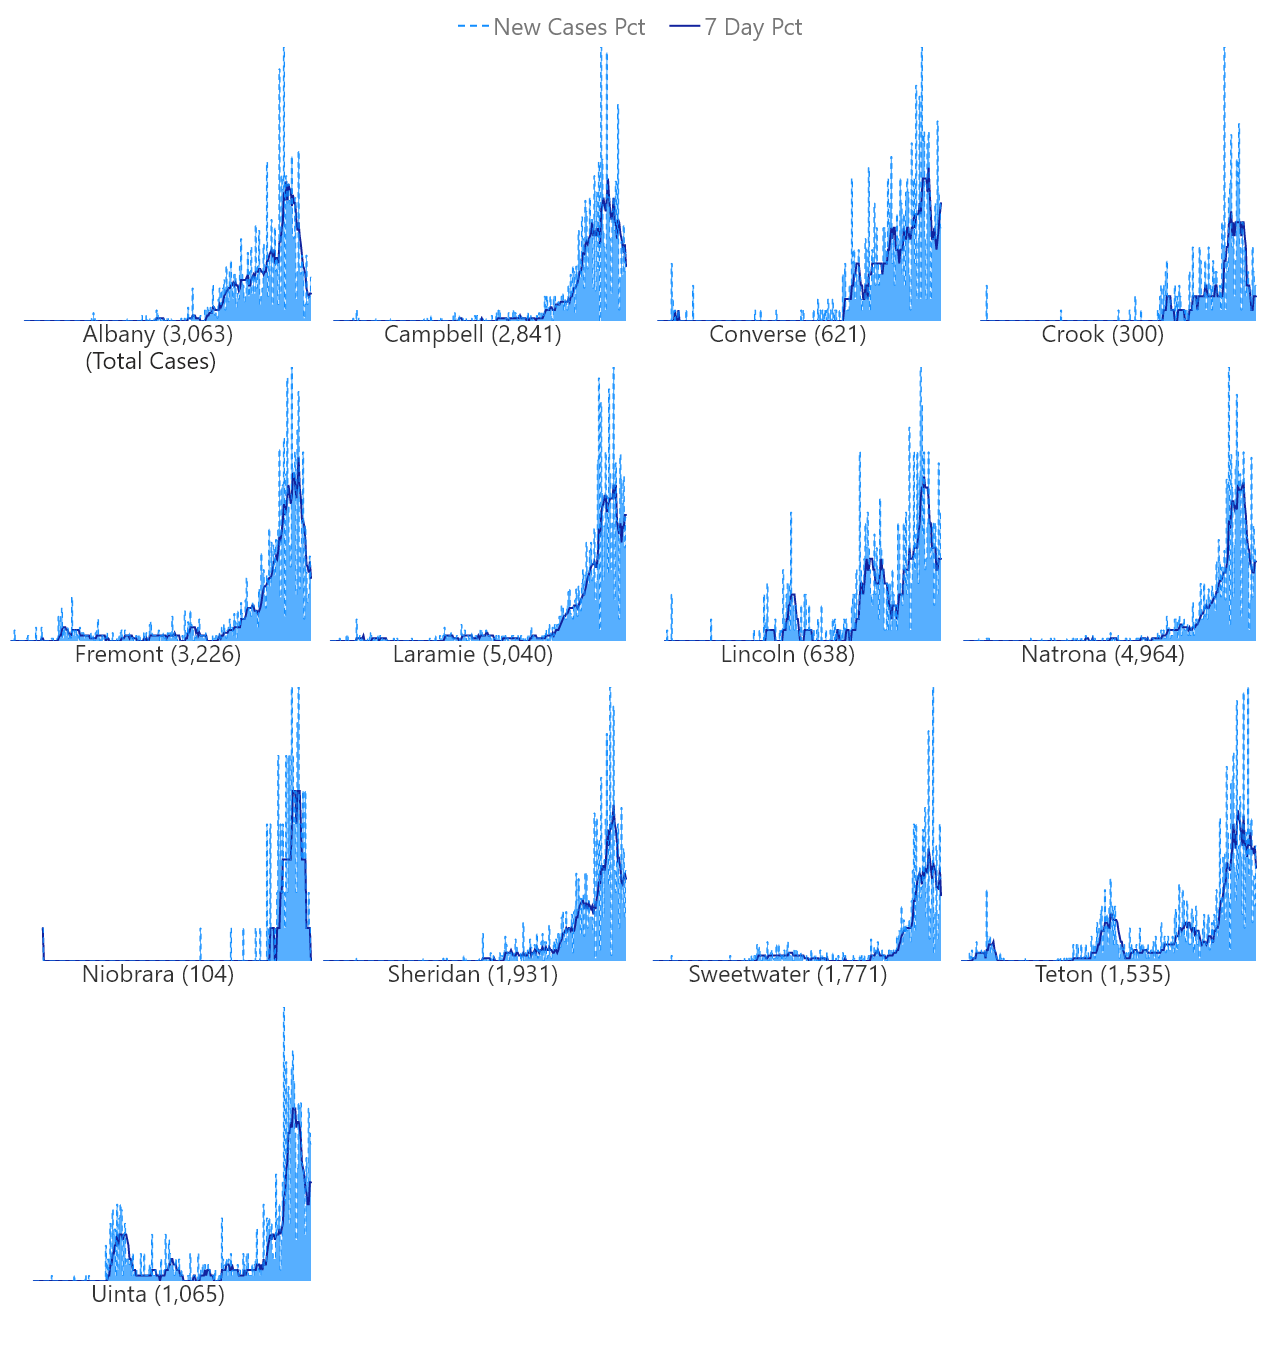 New Cases Pct 7 Day Pct
Albany (3,063) Campbell (2,841) Converse (621) Crook (300)
(Total Cases)
Fremont (3,226) Laramie (5,040) Lincoln (638) Natrona (4,964)
Niobrara (104) Sheridan (1,931) Sweetwater (1,771) Teton (1,535)
Uinta (1,065)